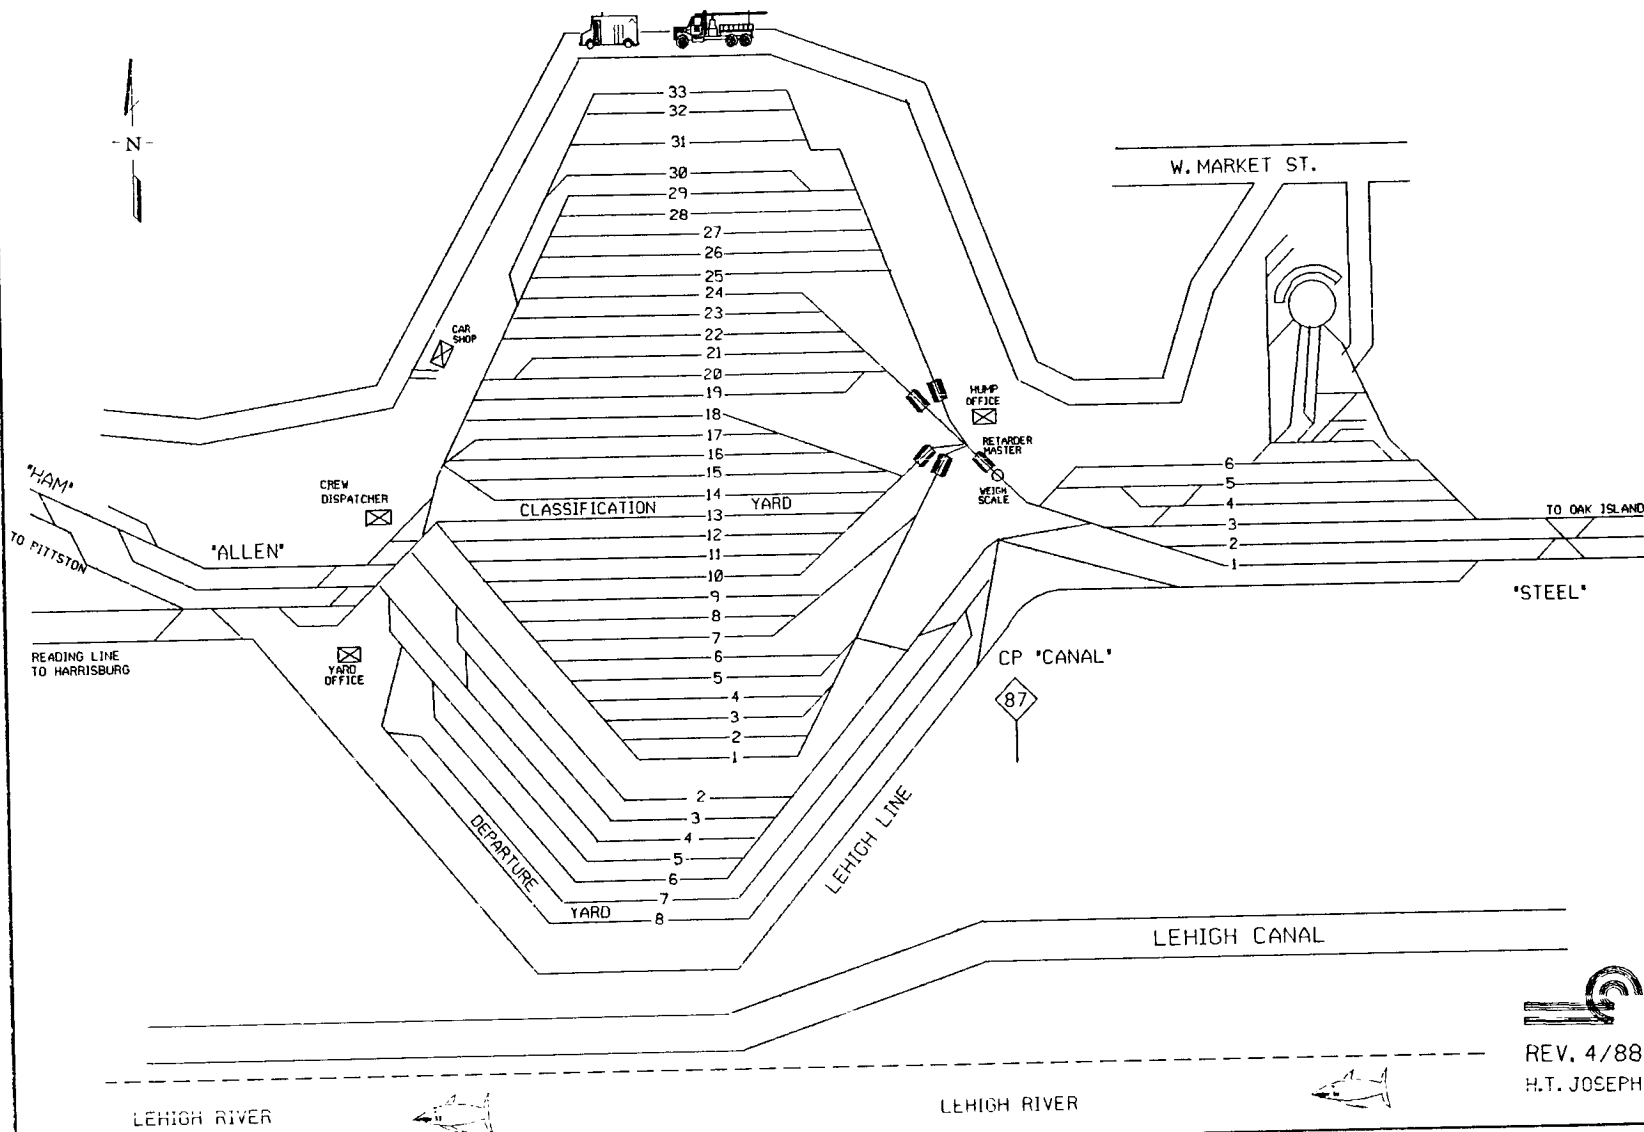 33
32
31
30
29
28
27
26
25
24
23
22
21
20
19
18
17
16
15
14
13
12
11
10
9
8
7
6
5
4
3
2
1
CLASSIFICATION YARD
N
W. MARKET ST.
CAR
SHOP
HUMP
OFFICE
RETARDER
MASTER
WEIGH
SCALE
6
5
4
3
2
1
TO OAK ISLAND
"STEEL"
"HAM"
TO PITTSTON
CREW
DISPATCHER
"ALLEN"
READING LINE
TO HARRISBURG
YARD
OFFICE
CP "CANAL"
87
2
3
4
5
6
7
8
DEPARTURE
YARD
LEHIGH LINE
LEHIGH CANAL
REV. 4/88
H.T. JOSEPH
LEHIGH RIVER
LEHIGH RIVER